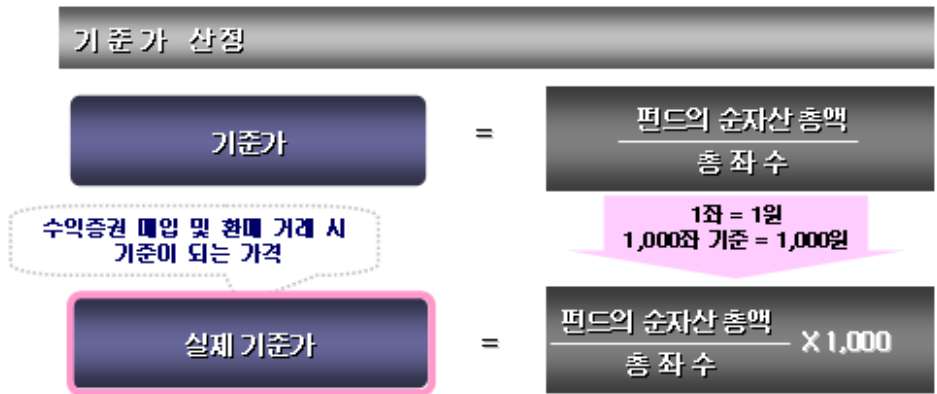 기준가 산정
기준가
=
펀드의 순자산 총액
총 좌 수
수익증권 매입 및 환매 거래 시
기준이 되는 가격
1좌 = 1원
1,000좌 기준 = 1,000원
실제 기준가
=
펀드의 순자산 총액
총 좌 수
X 1,000